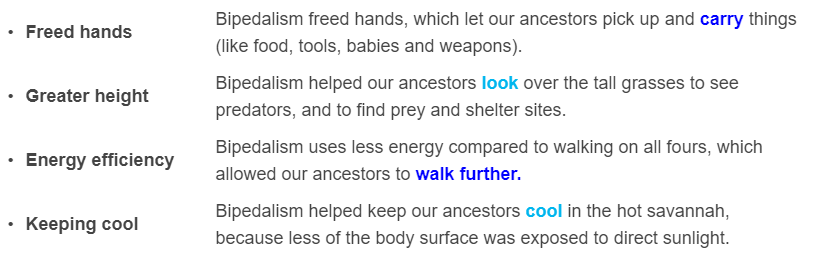 • Freed hands
Bipedalism freed hands, which let our ancestors pick up and carry things
(like food, tools, babies and weapons).
• Greater height
Bipedalism helped our ancestors look over the tall grasses to see
predators, and to find prey and shelter sites.
• Energy efficiency
Bipedalism uses less energy compared to walking on all fours, which
allowed our ancestors to walk further.
• Keeping cool
Bipedalism helped keep our ancestors cool in the hot savannah,
because less of the body surface was exposed to direct sunlight.